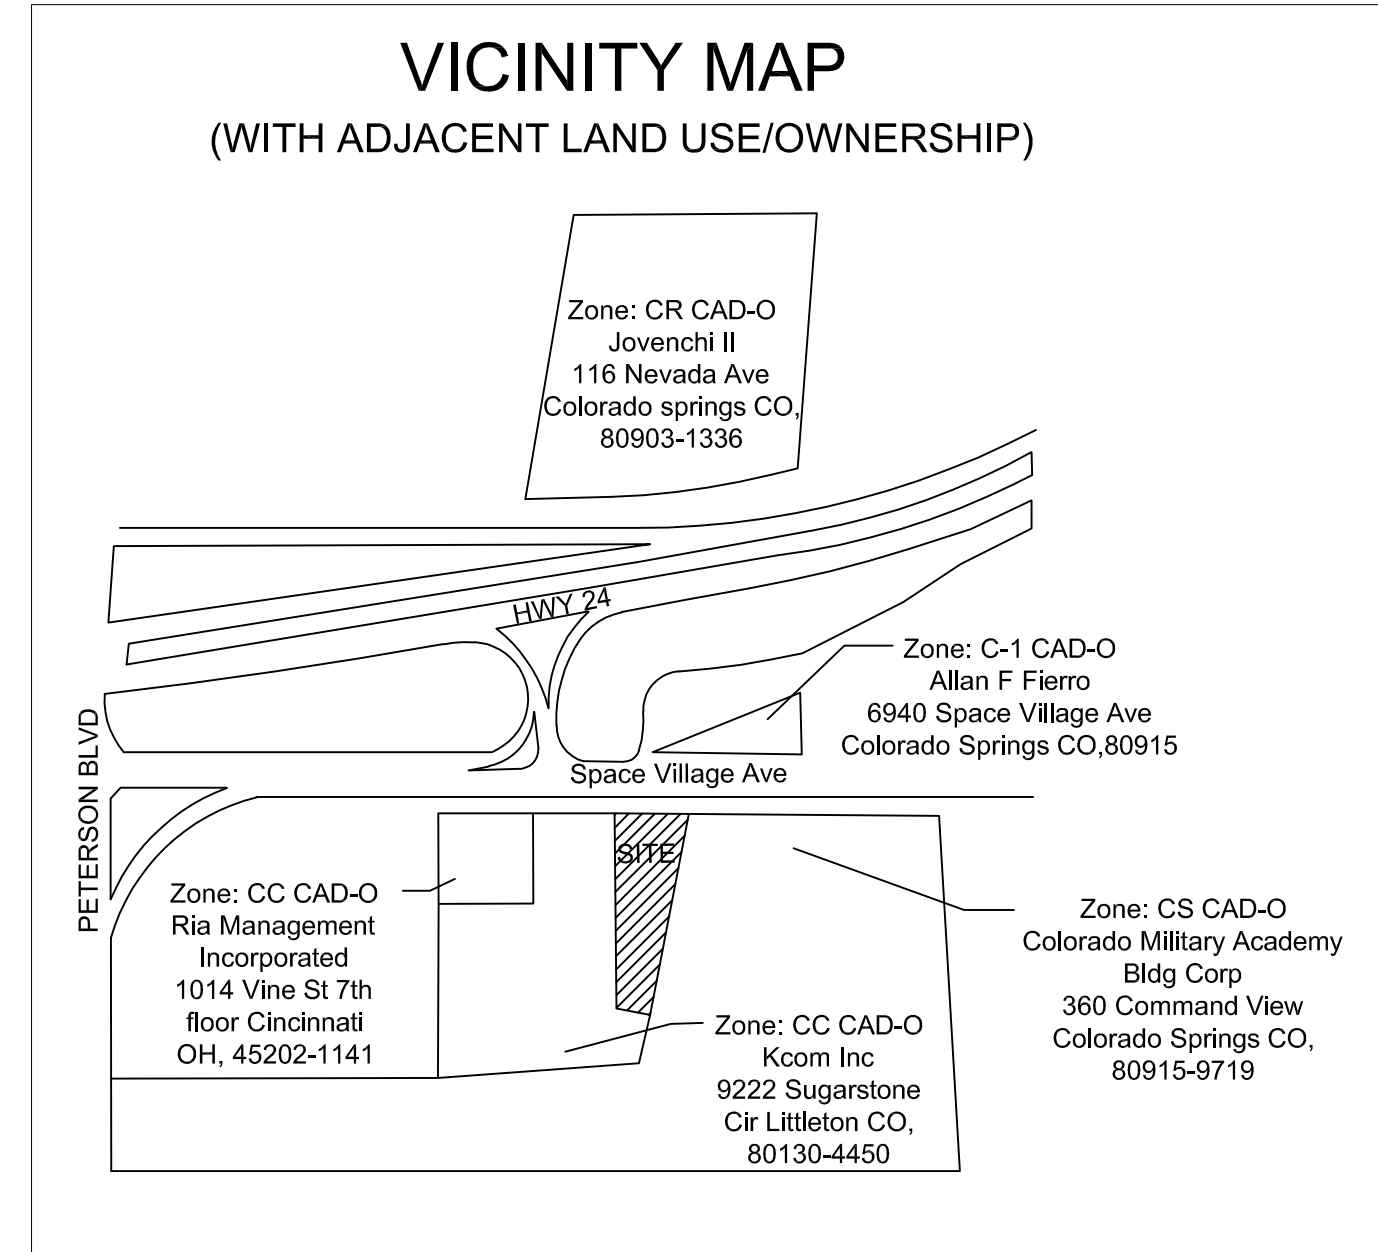 VICINITY MAP
(WITH ADJACENT LAND USE/OWNERSHIP)
Zone: CR CAD-O
Jovenchi II
116 Nevada Ave
Colorado springs CO,
80903-1336
HWY 24
Zone: C-1 CAD-O
Allan F Fierro
6940 Space Village Ave
Colorado Springs CO,80915
PETERSON BLVD
Space Village Ave
SITE
Zone: CC CAD-O
Ria Management
Incorporated
1014 Vine St 7th
floor Cincinnati
OH, 45202-1141
Zone: CS CAD-O
Colorado Military Academy
Bldg Corp
360 Command View
Colorado Springs CO,
80915-9719
Zone: CC CAD-O
Kcom Inc
9222 Sugarstone
Cir Littleton CO,
80130-4450